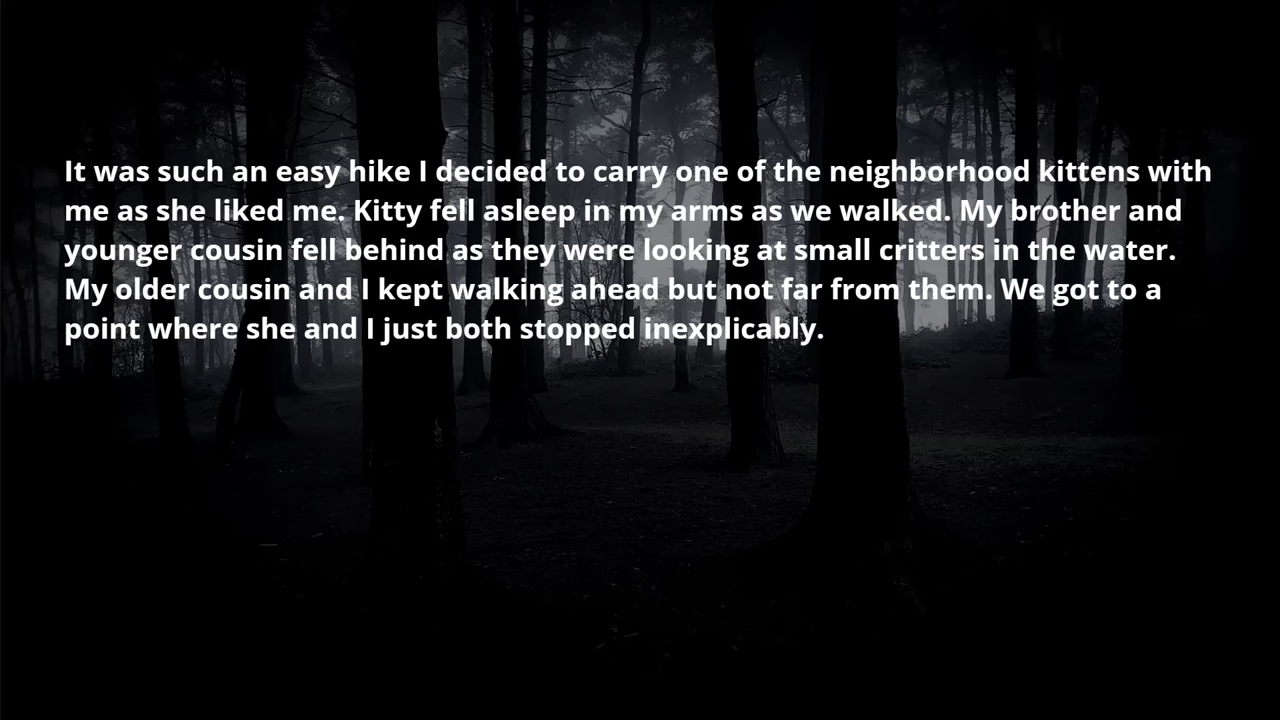 It was such an easy hike I decided to carry one of the neighborhood kittens with
me as she liked me. Kitty fell asleep in my arms as we walked. My brother and
younger cousin fell behind as they were looking at small critters in the water.
My older cousin and I kept walking ahead but not far from them. We got to a
point where she and I just both stopped inexplicably.